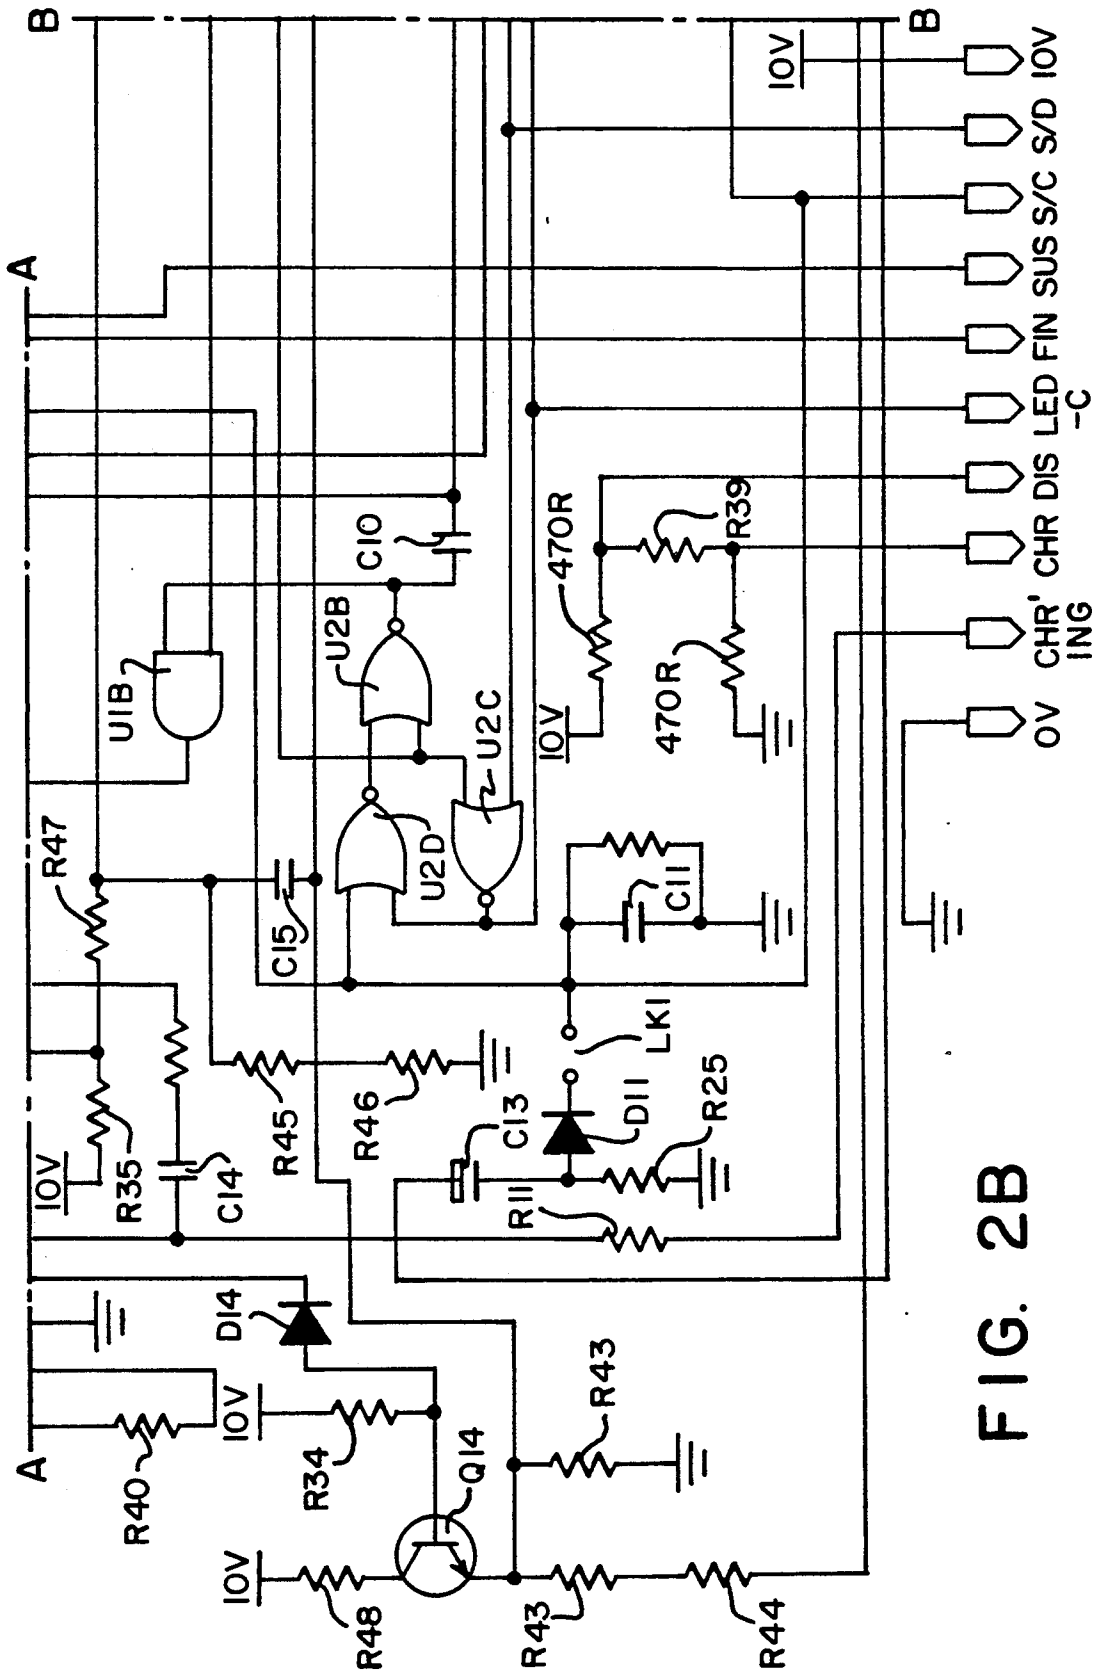 A
A
B
B
R40
10V
R48
10V
R34
Q14
D14
R43
R43
R44
10V
R35
R47
C14
R45
R46
C15
R11
C13
D11
R25
LK1
C11
U1B
U2B
U2D
U2C
C10
10V
470R
470R
R39
10V
0V
CHR'
ING
CHR
DIS
LED
-C
FIN
SUS
S/C
S/D
10V
FIG. 2B